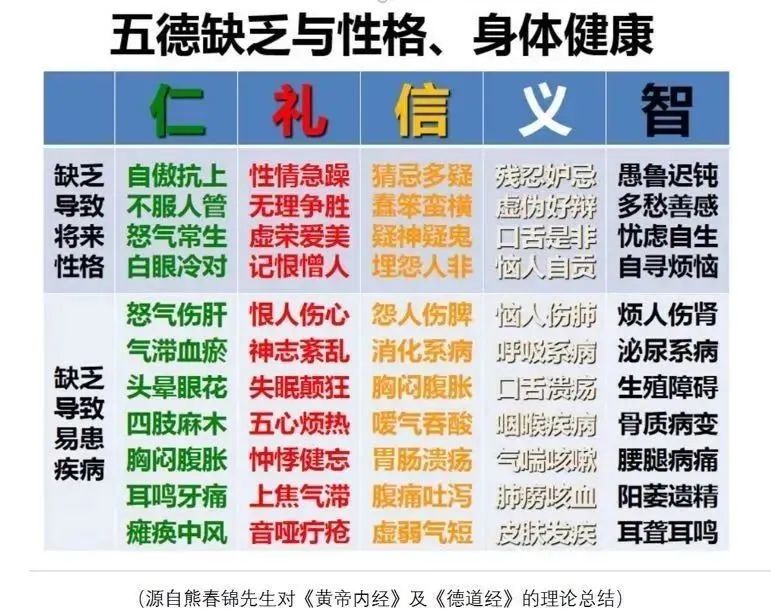 五德缺乏与性格、身体健康
仁 礼 信 义 智
缺乏 自傲抗上 性情急躁 猜忌多疑 残忍妒忌 愚鲁迟钝
导致 不服人管 无理争胜 蠢笨蛮横 虚伪好辩 多愁善感
将来 怒气常生 虚荣爱美 疑神疑鬼 口舌是非 忧虑自生
性格 白眼冷对 记恨憎人 埋怨人非 恼人自贡 自寻烦恼
怒气伤肝 恨人伤心 怨人伤脾 恼人伤肺 烦人伤肾
气滞血瘀 神志紊乱 消化系病 呼吸系病 泌尿系病
缺乏 头晕眼花 失眠颠狂 胸闷腹胀 口舌溃疡 生殖障碍
导致 四肢麻木 五心烦热 嗳气吞酸 咽喉疾病 骨质病变
易患 胸闷腹胀 忡悸健忘 胃肠溃疡 气喘咳嗽 腰腿病痛
疾病 耳鸣牙痛 上焦气滞 腹痛吐泻 肺痨咳血 阳萎遗精
瘫痪中风 音哑疔疮 虚弱气短 皮肤发疾 耳聋耳鸣
（源自熊春锦先生对《黄帝内经》及《德道经》的理论总结）